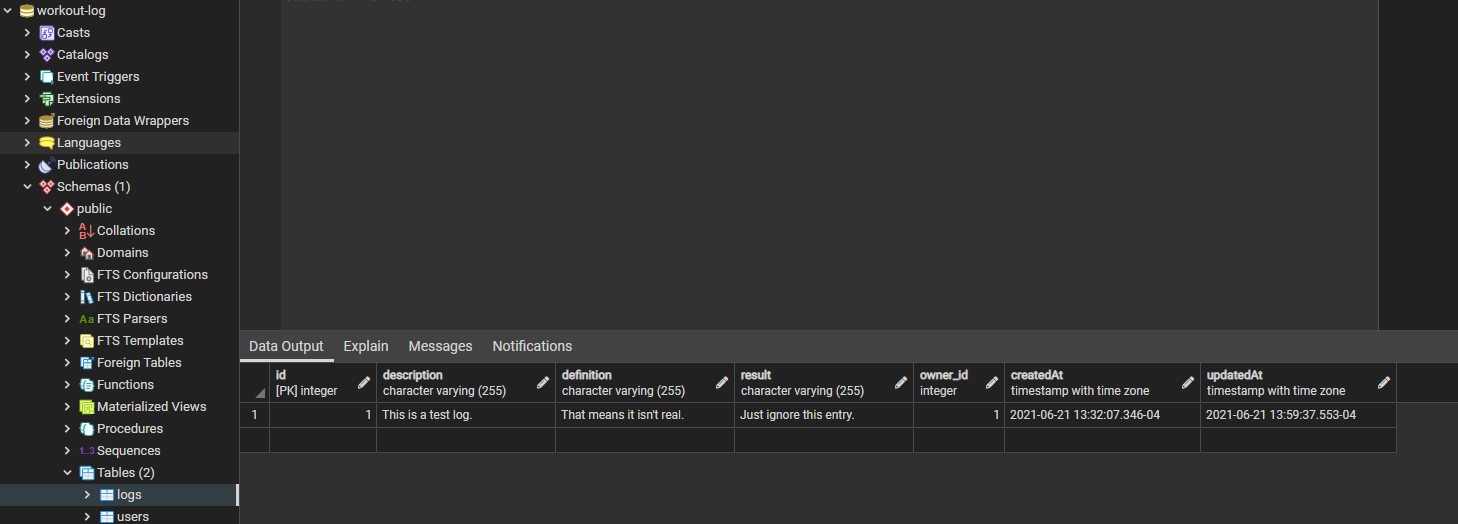 workout-log
Casts
Catalogs
Event Triggers
Extensions
Foreign Data Wrappers
Languages
Publications
Schemas (1)
public
Collations
Domains
FTS Configurations
FTS Dictionaries
Aa FTS Parsers
FTS Templates
Foreign Tables
Functions
Materialized Views
Procedures
1..3 Sequences
Tables (2)
logs
users
Data Output Explain Messages Notifications
id description definition result owner_id createdAt updatedAt
[PK] integer character varying (255) character varying (255) character varying (255) integer timestamp with time zone timestamp with time zone
1 1 This is a test log. That means it isn't real. Just ignore this entry. 1 2021-06-21 13:32:07.346-04 2021-06-21 13:59:37.553-04